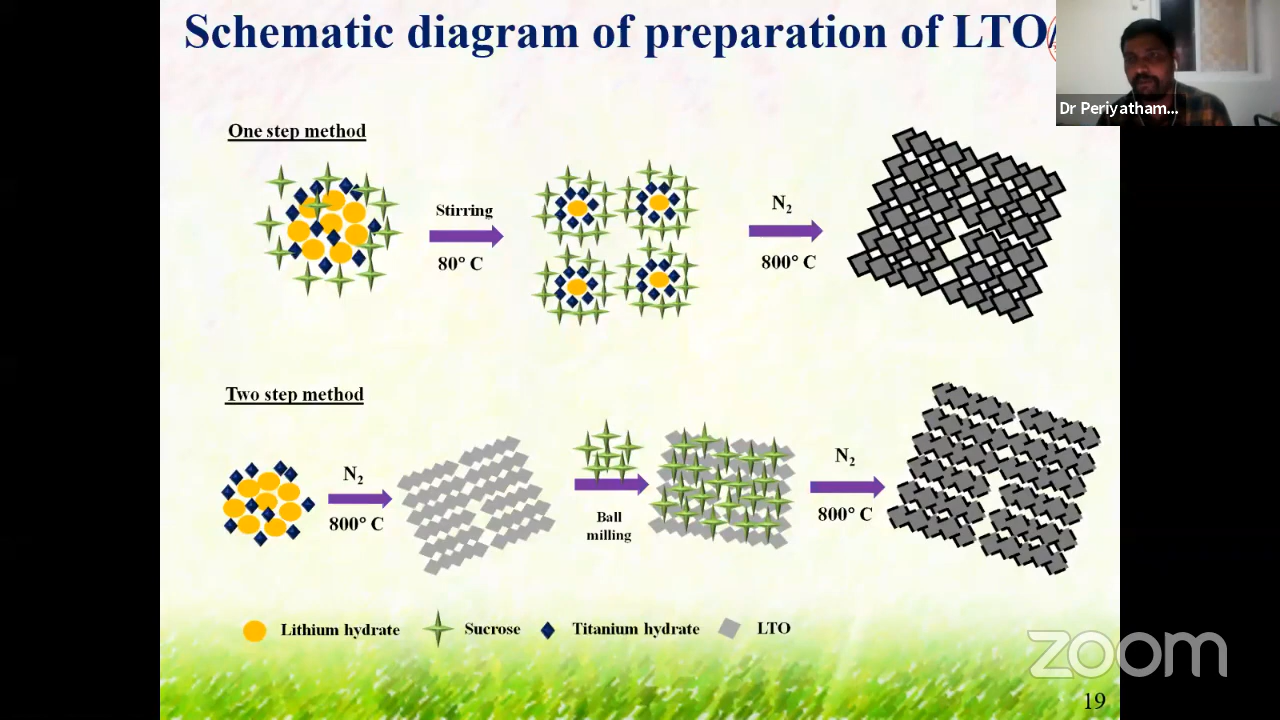 Schematic diagram of preparation of LTO
Dr Periyatham...
One step method
Stirring
80° C
N₂
800° C
Two step method
N₂
800° C
Ball
milling
N₂
800° C
Lithium hydrate
Sucrose
Titanium hydrate
LTO
zoom
19